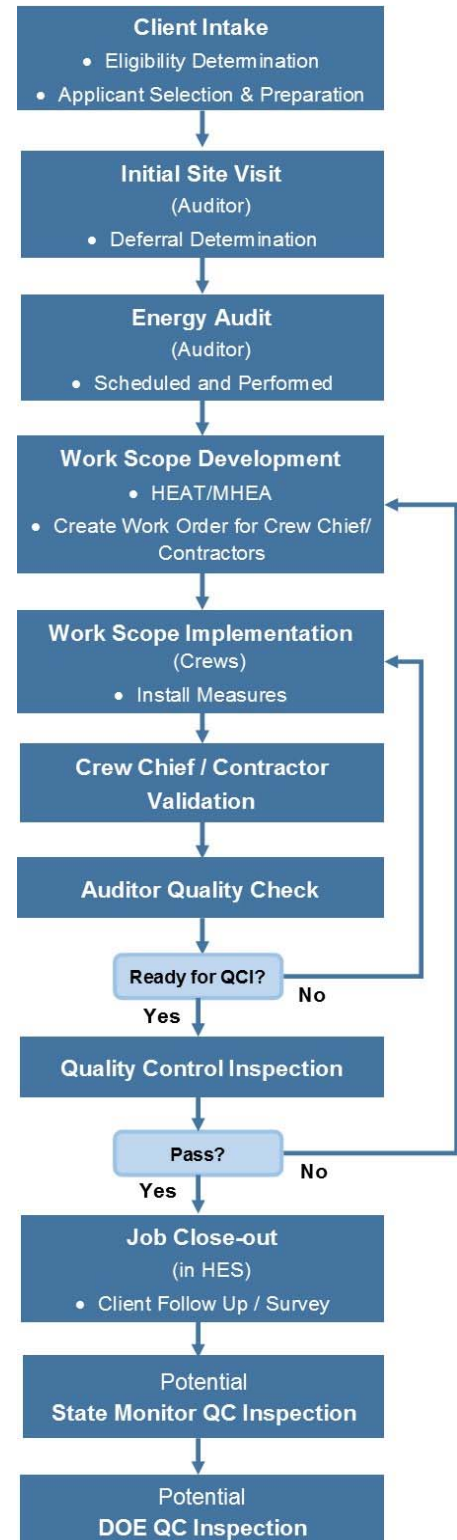 Client Intake
• Eligibility Determination
• Applicant Selection & Preparation
Initial Site Visit
(Auditor)
• Deferral Determination
Energy Audit
(Auditor)
• Scheduled and Performed
Work Scope Development
• HEAT/MHEA
• Create Work Order for Crew Chief/
Contractors
Work Scope Implementation
(Crews)
• Install Measures
Crew Chief / Contractor
Validation
Auditor Quality Check
Ready for QCI?
No
Yes
Quality Control Inspection
Pass?
No
Yes
Job Close-out
(in HES)
• Client Follow Up / Survey
Potential
State Monitor QC Inspection
Potential
DOE QC Inspection